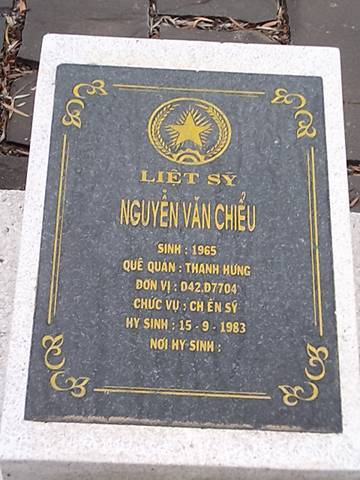 LIỆT SỸ
NGUYỄN VĂN CHIỂU
SINH : 1965
QUÊ QUÁN : THANH HƯNG
ĐƠN VỊ : D42,Đ7704
CHỨC VỤ : CH ẾN SỸ
HY SINH : 15 - 9 - 1983
NƠI HY SINH :